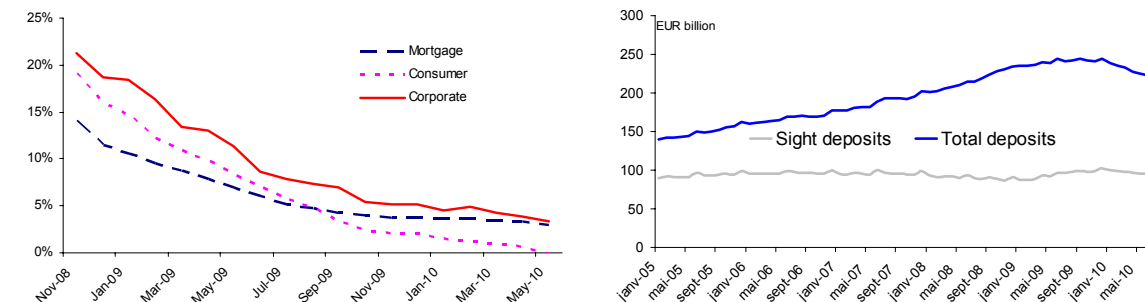 25%
20%
15%
10%
5%
0%
Mortgage
Consumer
Corporate
Nov-08
Jan-09
Mar-09
May-09
Jul-09
Sep-09
Nov-09
Jan-10
Mar-10
May-10
300
250
200
150
100
50
0
EUR billion
Sight deposits
Total deposits
janv-05
mai-05
sept-05
janv-06
mai-06
sept-06
janv-07
mai-07
sept-07
janv-08
mai-08
sept-08
janv-09
mai-09
sept-09
janv-10
mai-10